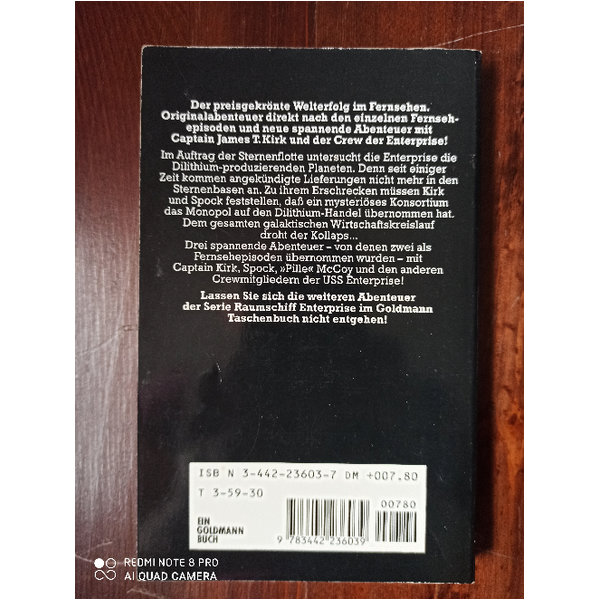 Der preisgekrönte Welterfolg im Fernsehen.
Originalabenteuer direkt nach den einzelnen Fernseh-
episoden und neue spannende Abenteuer mit
Captain James T. Kirk und der Crew der Enterprise!
Im Auftrag der Sternenflotte untersucht die Enterprise die
Dilithium-produzierenden Planeten. Denn seit einiger
Zeit kommen angekündigte Lieferungen nicht mehr in den
Sternenbasen an. Zu ihrem Erschrecken müssen Kirk
und Spock feststellen, daß ein mysteriöses Konsortium
das Monopol auf den Dilithium-Handel übernommen hat.
Dem gesamten galaktischen Wirtschaftskreislauf
droht der Kollaps...
Drei spannende Abenteuer – von denen zwei als
Fernsehepisoden übernommen wurden – mit
Captain Kirk, Spock, »Pille« McCoy und den anderen
Crewmitgliedern der USS Enterprise!
Lassen Sie sich die weiteren Abenteuer
der Serie Raumschiff Enterprise im Goldmann
Taschenbuch nicht entgehen!
ISB N 3-442-23603-7 DM +007.80
T 3-59-30
00780
EIN
GOLDMANN
BUCH
9 783442 236039
REDMI NOTE 8 PRO
AI QUAD CAMERA